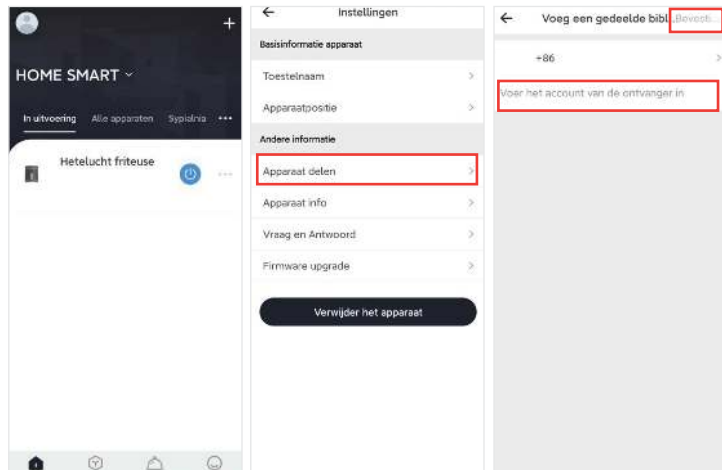 +
HOME SMART
In uitvoering Alle apparaten Sypialnia •••
Hetelucht friteuse
•••
← Instellingen
Basisinformatie apparaat
Toestelnaam >
Apparaatpositie >
Andere informatie
Apparaat delen >
Apparaat info >
Vraag en Antwoord >
Firmware upgrade >
Verwijder het apparaat
← Voeg een gedeelde bibl...
+86 >
Voer het account van de ontvanger in